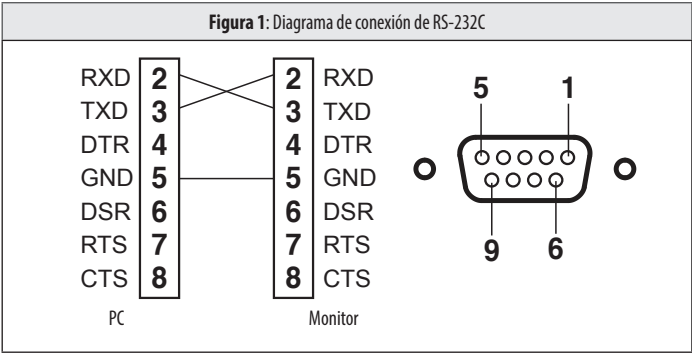 Figura 1: Diagrama de conexión de RS-232C
RXD 2 2 RXD
TXD 3 3 TXD
DTR 4 4 DTR
GND 5 5 GND
DSR 6 6 DSR
RTS 7 7 RTS
CTS 8 8 CTS
PC Monitor
5 1
9 6